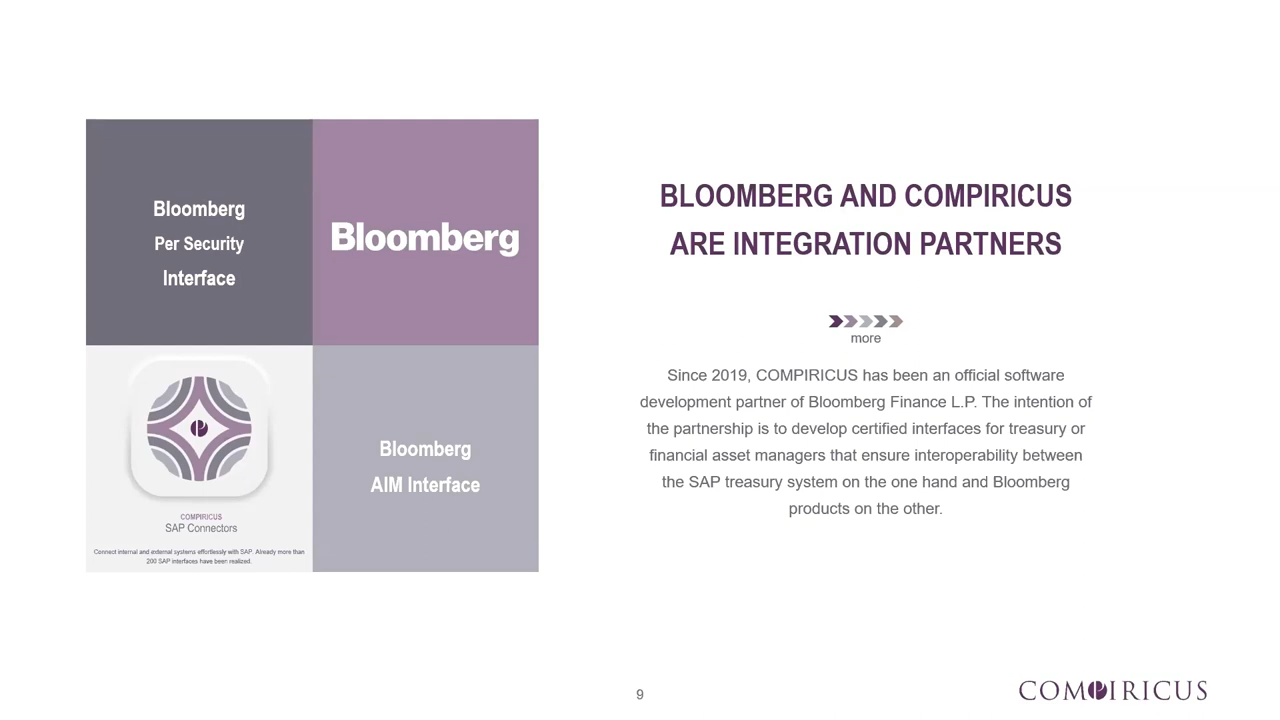 Bloomberg
Per Security
Interface
Bloomberg
COMPIRICUS
SAP Connectors
Connect internal and external systems effortlessly with SAP. Already more than
200 SAP interfaces have been realized.
Bloomberg
AIM Interface
BLOOMBERG AND COMPIRICUS
ARE INTEGRATION PARTNERS
more
Since 2019, COMPIRICUS has been an official software
development partner of Bloomberg Finance L.P. The intention of
the partnership is to develop certified interfaces for treasury or
financial asset managers that ensure interoperability between
the SAP treasury system on the one hand and Bloomberg
products on the other.
9
COMPIRICUS